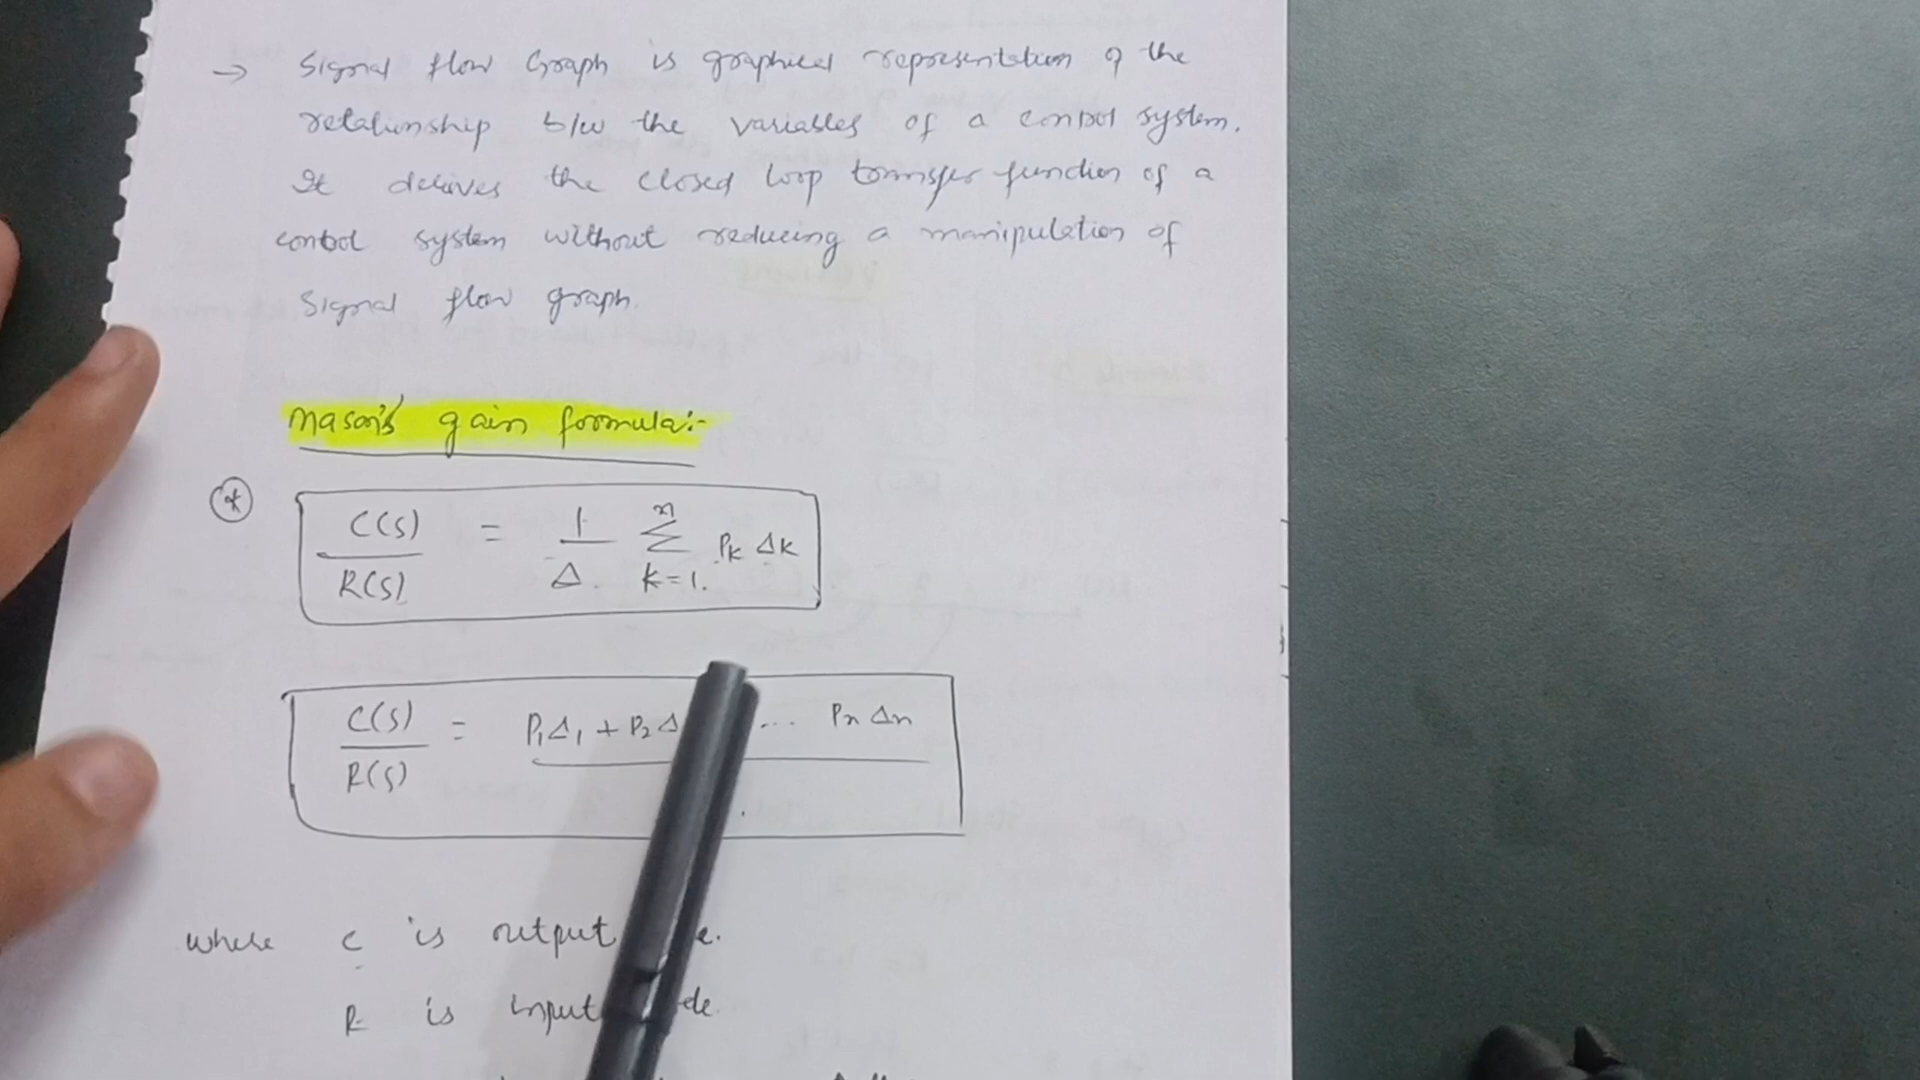 → Signal flow Graph is graphical representation of the
relationship b/w the variables of a control system.
It derives the closed loop transfer function of a
control system without reducing a manipulation of
Signal flow graph.
Mason's gain formula:-
* C(s)/R(s) = 1/Δ Σ n k=1. Pk Δk
C(s)/R(s) = P1Δ1 + P2Δ ... PnΔn
where C is output
R is input